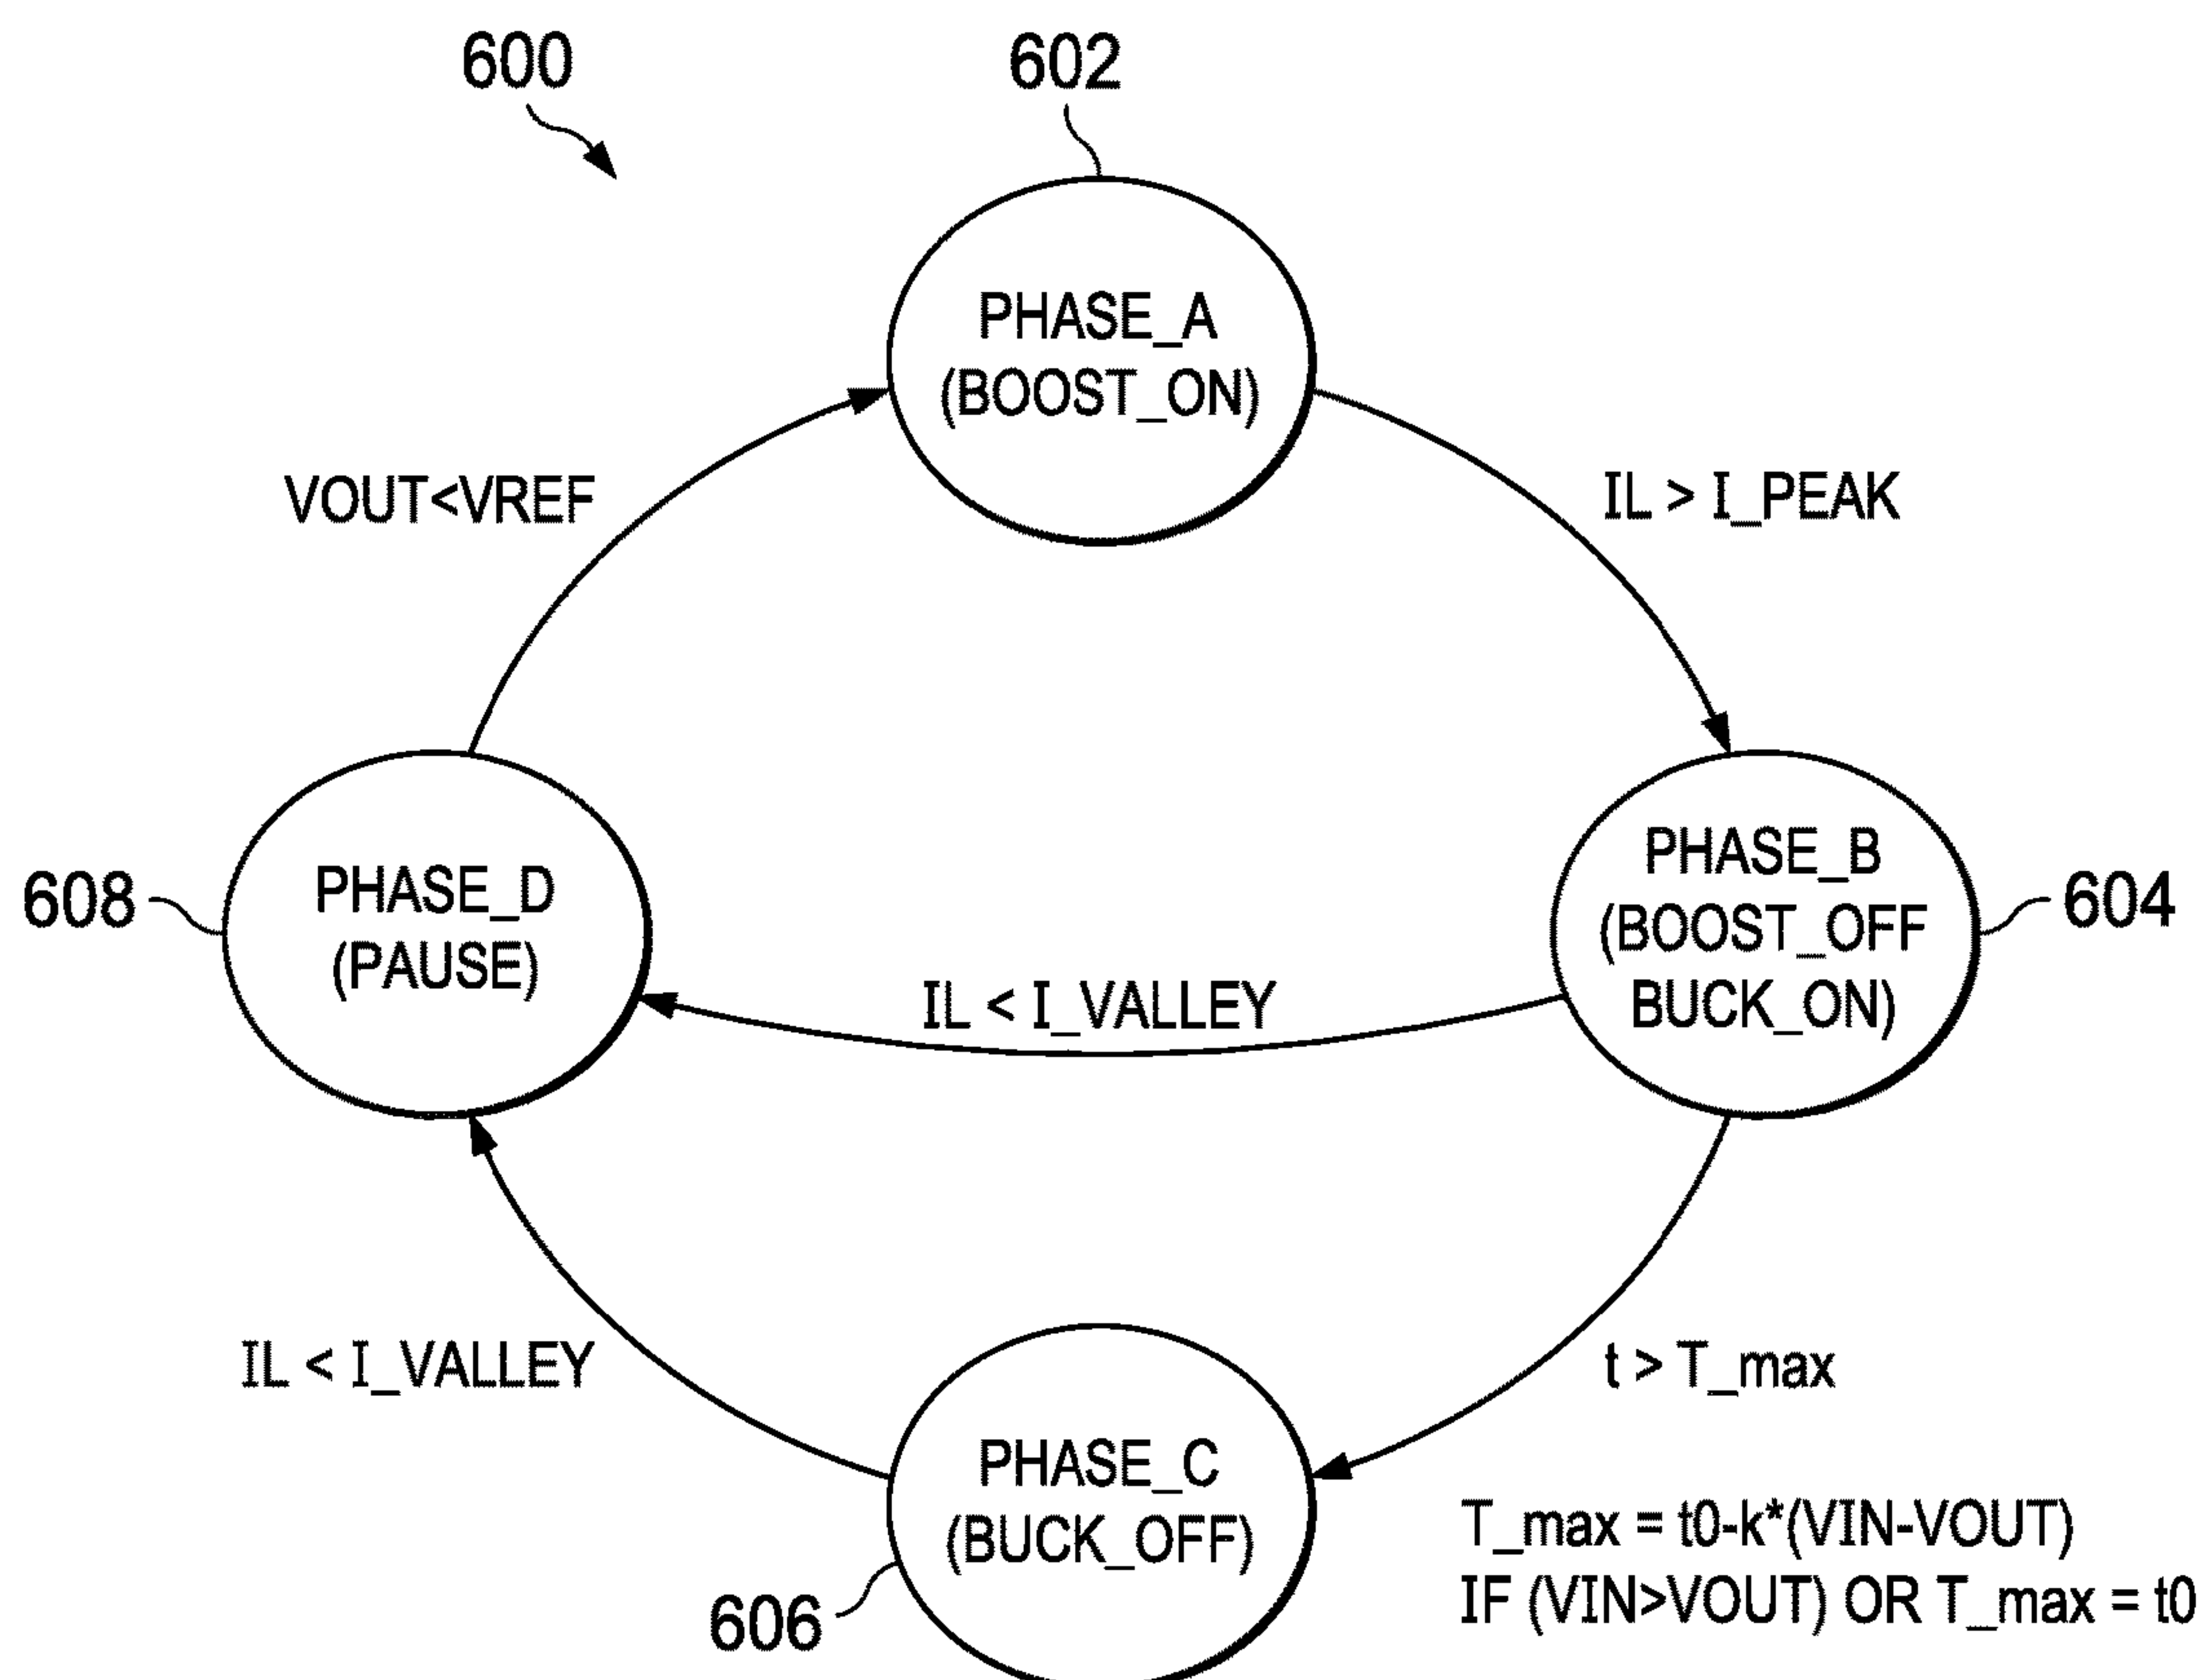 600
602
PHASE_A
(BOOST_ON)
VOUT<VREF
IL > I_PEAK
PHASE_B
(BOOST_OFF
BUCK_ON)
604
608
PHASE_D
(PAUSE)
IL < I_VALLEY
IL < I_VALLEY
t > T_max
PHASE_C
(BUCK_OFF)
606
T_max = t0-k*(VIN-VOUT)
IF (VIN>VOUT) OR T_max = t0